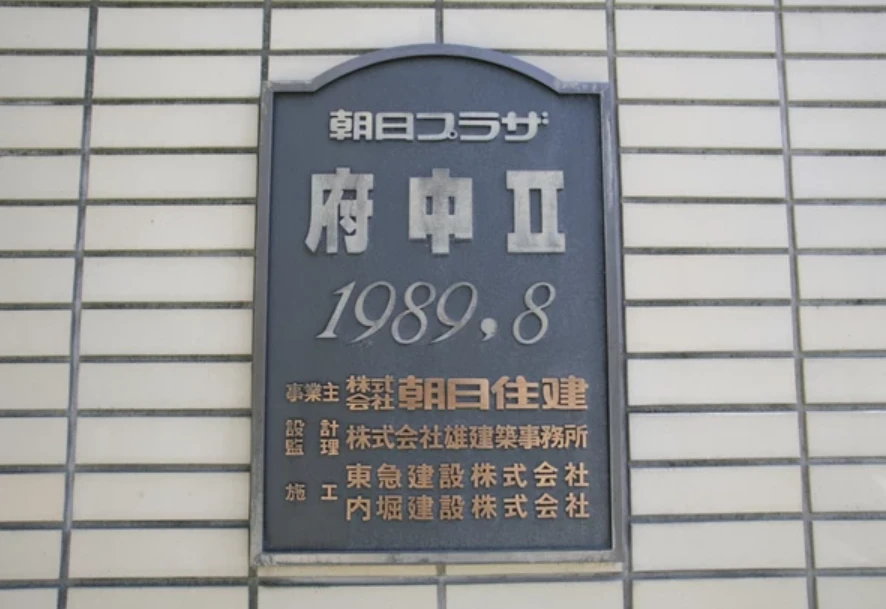 朝日プラザ
府中II
1989,8
事業主 株式会社 朝日住建
設計監理 株式会社雄建築事務所
施工 東急建設株式会社
内堀建設株式会社